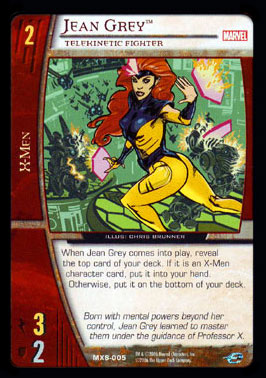 2
JEAN GREY™
TELEKINETIC FIGHTER
MARVEL
X-MEN
ILLUS: CHRIS BRUNNER
When Jean Grey comes into play, reveal
the top card of your deck. If it is an X-Men
character card, put it into your hand.
Otherwise, put it on the bottom of your deck.
3
2
Born with mental powers beyond her
control, Jean Grey learned to master
them under the guidance of Professor X.
MXS-005